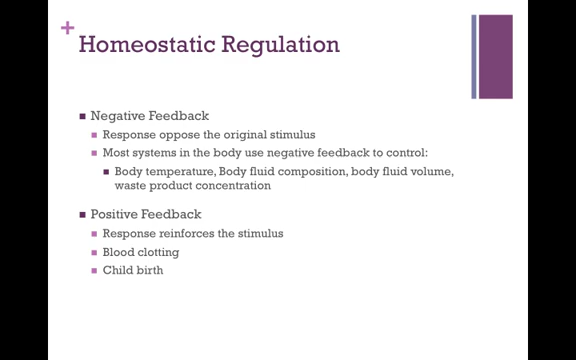 +
Homeostatic Regulation
Negative Feedback
Response oppose the original stimulus
Most systems in the body use negative feedback to control:
Body temperature, Body fluid composition, body fluid volume,
waste product concentration
Positive Feedback
Response reinforces the stimulus
Blood clotting
Child birth